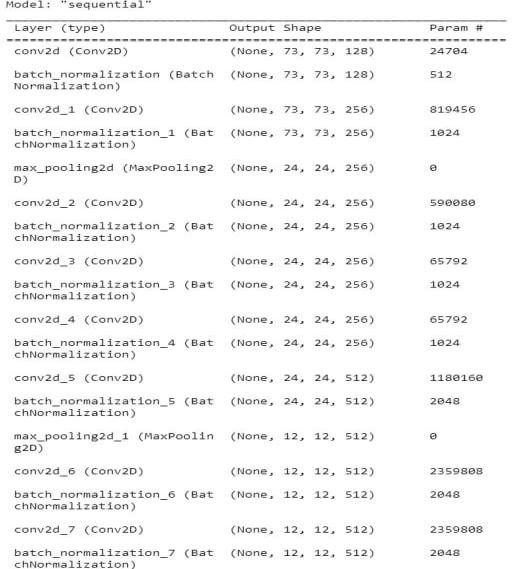 Model: "sequential"
Layer (type) Output Shape Param #
conv2d (Conv2D) (None, 73, 73, 128) 24704
batch_normalization (Batch (None, 73, 73, 128) 512
Normalization)
conv2d_1 (Conv2D) (None, 73, 73, 256) 819456
batch_normalization_1 (Bat (None, 73, 73, 256) 1024
chNormalization)
max_pooling2d (MaxPooling2 (None, 24, 24, 256) 0
D)
conv2d_2 (Conv2D) (None, 24, 24, 256) 590080
batch_normalization_2 (Bat (None, 24, 24, 256) 1024
chNormalization)
conv2d_3 (Conv2D) (None, 24, 24, 256) 65792
batch_normalization_3 (Bat (None, 24, 24, 256) 1024
chNormalization)
conv2d_4 (Conv2D) (None, 24, 24, 256) 65792
batch_normalization_4 (Bat (None, 24, 24, 256) 1024
chNormalization)
conv2d_5 (Conv2D) (None, 24, 24, 512) 1180160
batch_normalization_5 (Bat (None, 24, 24, 512) 2048
chNormalization)
max_pooling2d_1 (MaxPoolin (None, 12, 12, 512) 0
g2D)
conv2d_6 (Conv2D) (None, 12, 12, 512) 2359808
batch_normalization_6 (Bat (None, 12, 12, 512) 2048
chNormalization)
conv2d_7 (Conv2D) (None, 12, 12, 512) 2359808
batch_normalization_7 (Bat (None, 12, 12, 512) 2048
chNormalization)